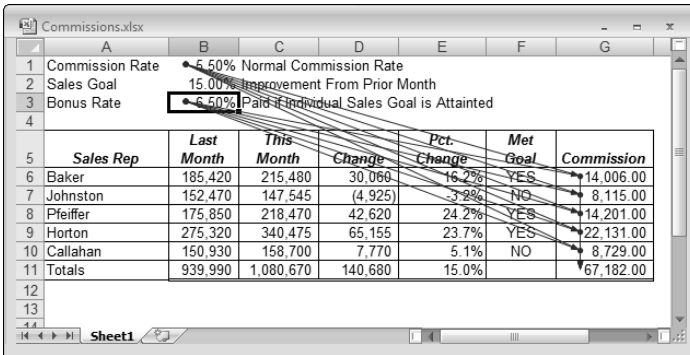 Commissions.xlsx
A B C D E F G
1 Commission Rate 5.50% Normal Commission Rate
2 Sales Goal 15.00% Improvement From Prior Month
3 Bonus Rate 6.50% Paid if Individual Sales Goal is Attainted
4
5 Sales Rep Last Month This Month Change Pct. Change Met Goal Commission
6 Baker 185,420 215,480 30,060 16.2% YES 14,006.00
7 Johnston 152,470 147,545 (4,925) -3.2% NO 8,115.00
8 Pfeiffer 175,850 218,470 42,620 24.2% YES 14,201.00
9 Horton 275,320 340,475 65,155 23.7% YES 22,131.00
10 Callahan 150,930 158,700 7,770 5.1% NO 8,729.00
11 Totals 939,990 1,080,670 140,680 15.0% 67,182.00
12
13
14
Sheet1